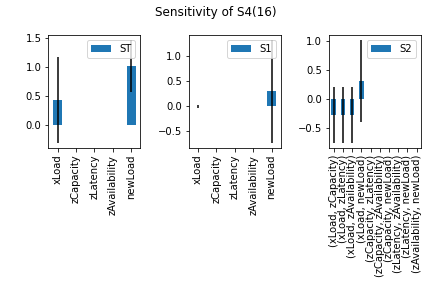 Sensitivity of S4(16)
ST
1.5
1.0
0.5
0.0
xLoad
zCapacity
zLatency
zAvailability
newLoad
S1
1.0
0.5
0.0
−0.5
xLoad
zCapacity
zLatency
zAvailability
newLoad
S2
1.0
0.5
0.0
−0.5
(xLoad, zCapacity)
(xLoad, zLatency)
(xLoad, zAvailability)
(xLoad, newLoad)
(zCapacity, zLatency)
(zCapacity, zAvailability)
(zCapacity, newLoad)
(zLatency, zAvailability)
(zLatency, newLoad)
(zAvailability, newLoad)